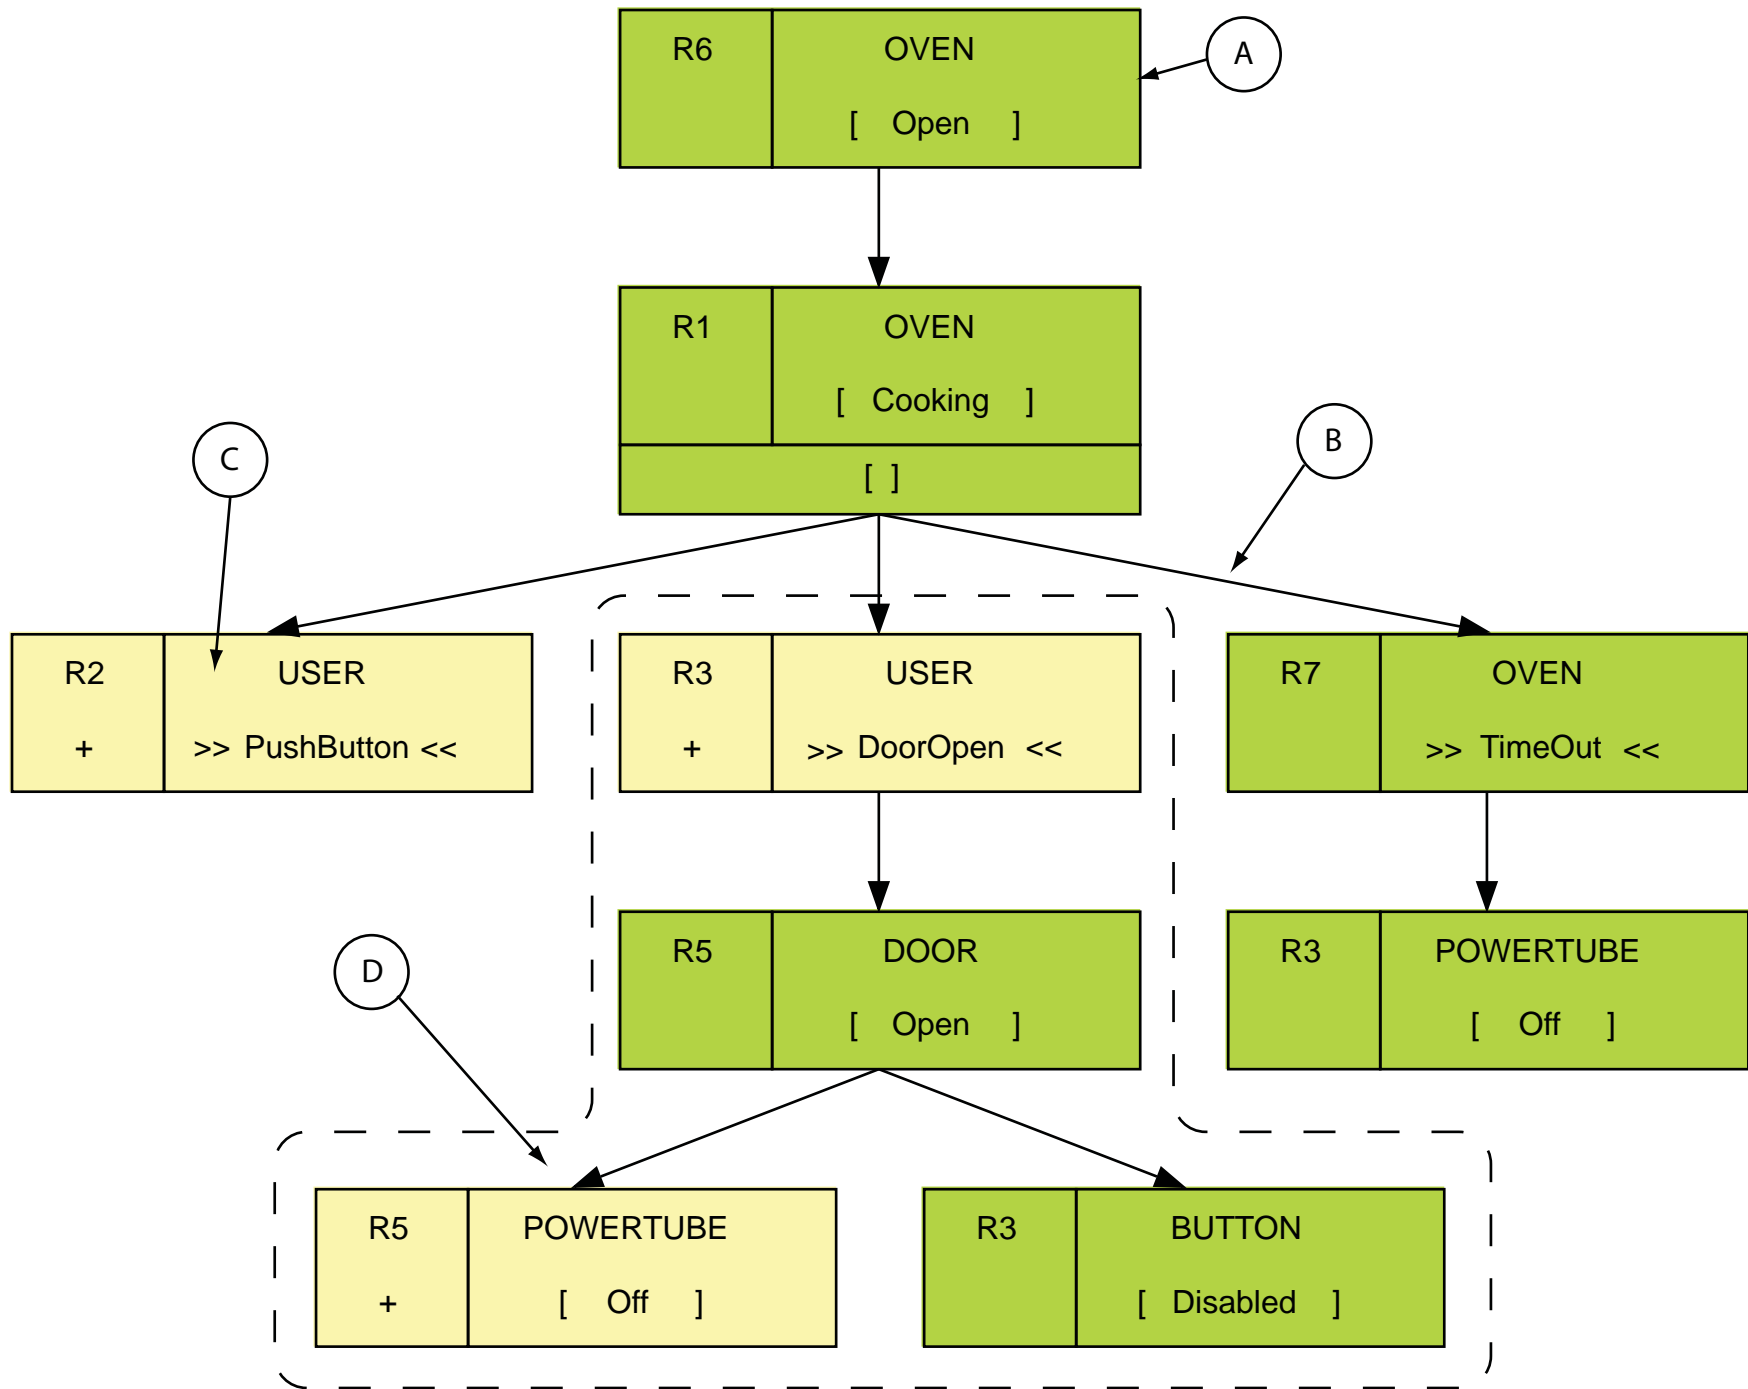 R6 OVEN
[ Open ]
A
R1 OVEN
[ Cooking ]
[ ]
C
B
R2 USER
+ >> PushButton <<
R3 USER
+ >> DoorOpen <<
R7 OVEN
>> TimeOut <<
R5 DOOR
[ Open ]
R3 POWERTUBE
[ Off ]
D
R5 POWERTUBE
+ [ Off ]
R3 BUTTON
[ Disabled ]